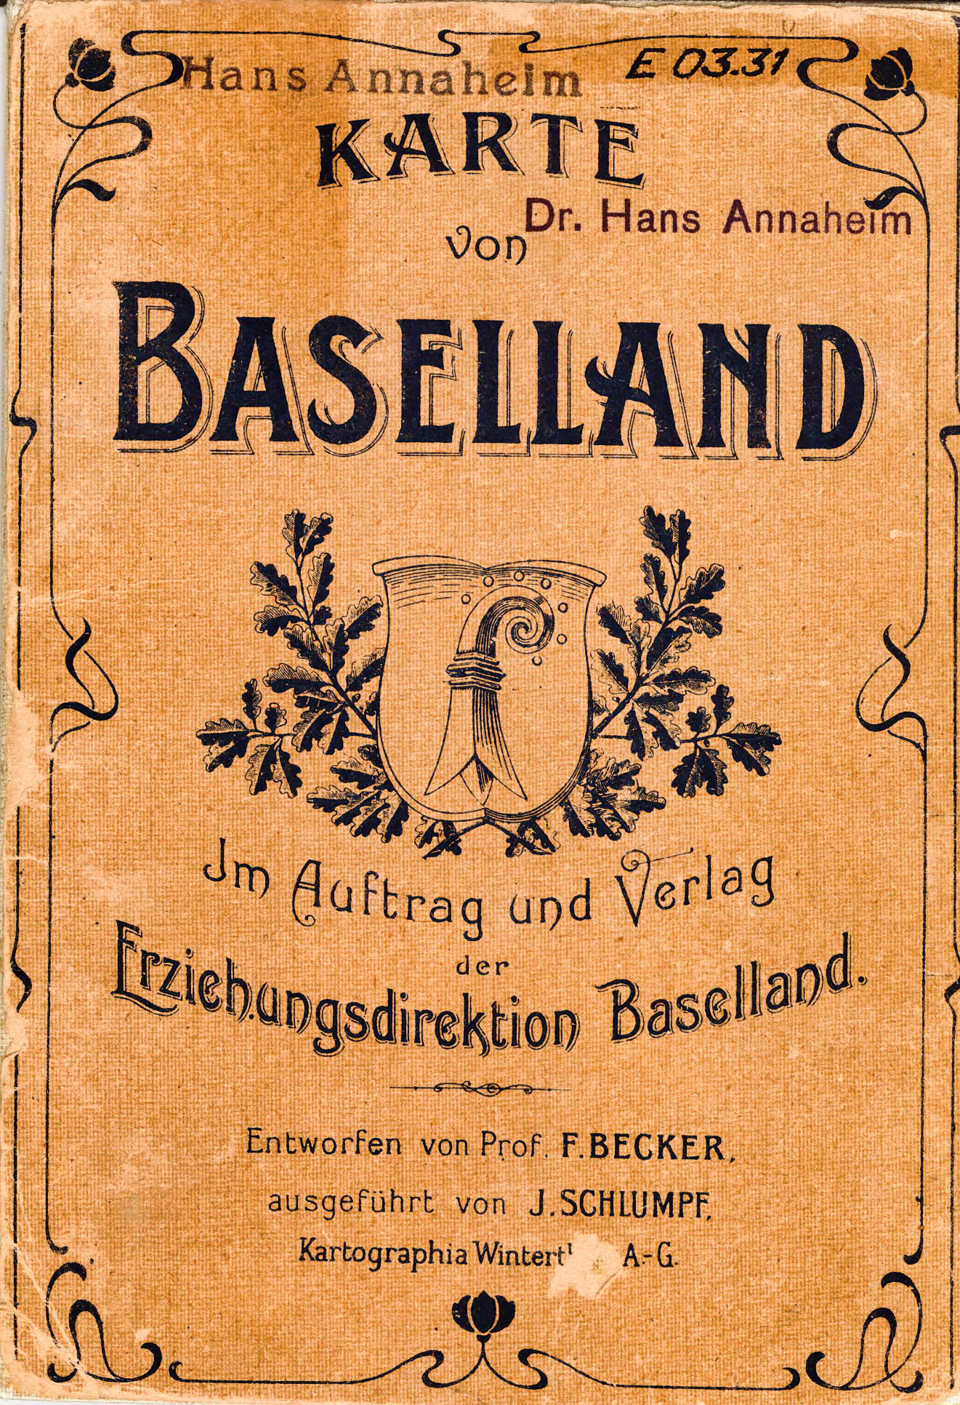 Hans Annaheim
E 03.31
KARTE
Dr. Hans Annaheim
von
BASELLAND
Im Auftrag und Verlag
der
Erziehungsdirektion Baselland.
Entworfen von Prof. F. BECKER,
ausgeführt von J. SCHLUMPF,
Kartographia A.-G.